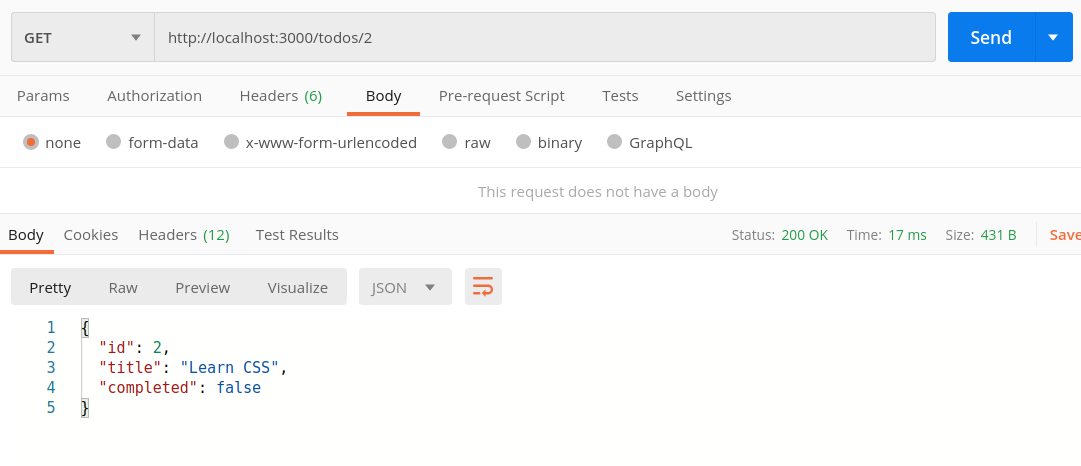 GET http://localhost:3000/todos/2 Send
Params Authorization Headers (6) Body Pre-request Script Tests Settings
none form-data x-www-form-urlencoded raw binary GraphQL
This request does not have a body
Body Cookies Headers (12) Test Results Status: 200 OK Time: 17 ms Size: 431 B Save
Pretty Raw Preview Visualize JSON
1 {
2 "id": 2,
3 "title": "Learn CSS",
4 "completed": false
5 }